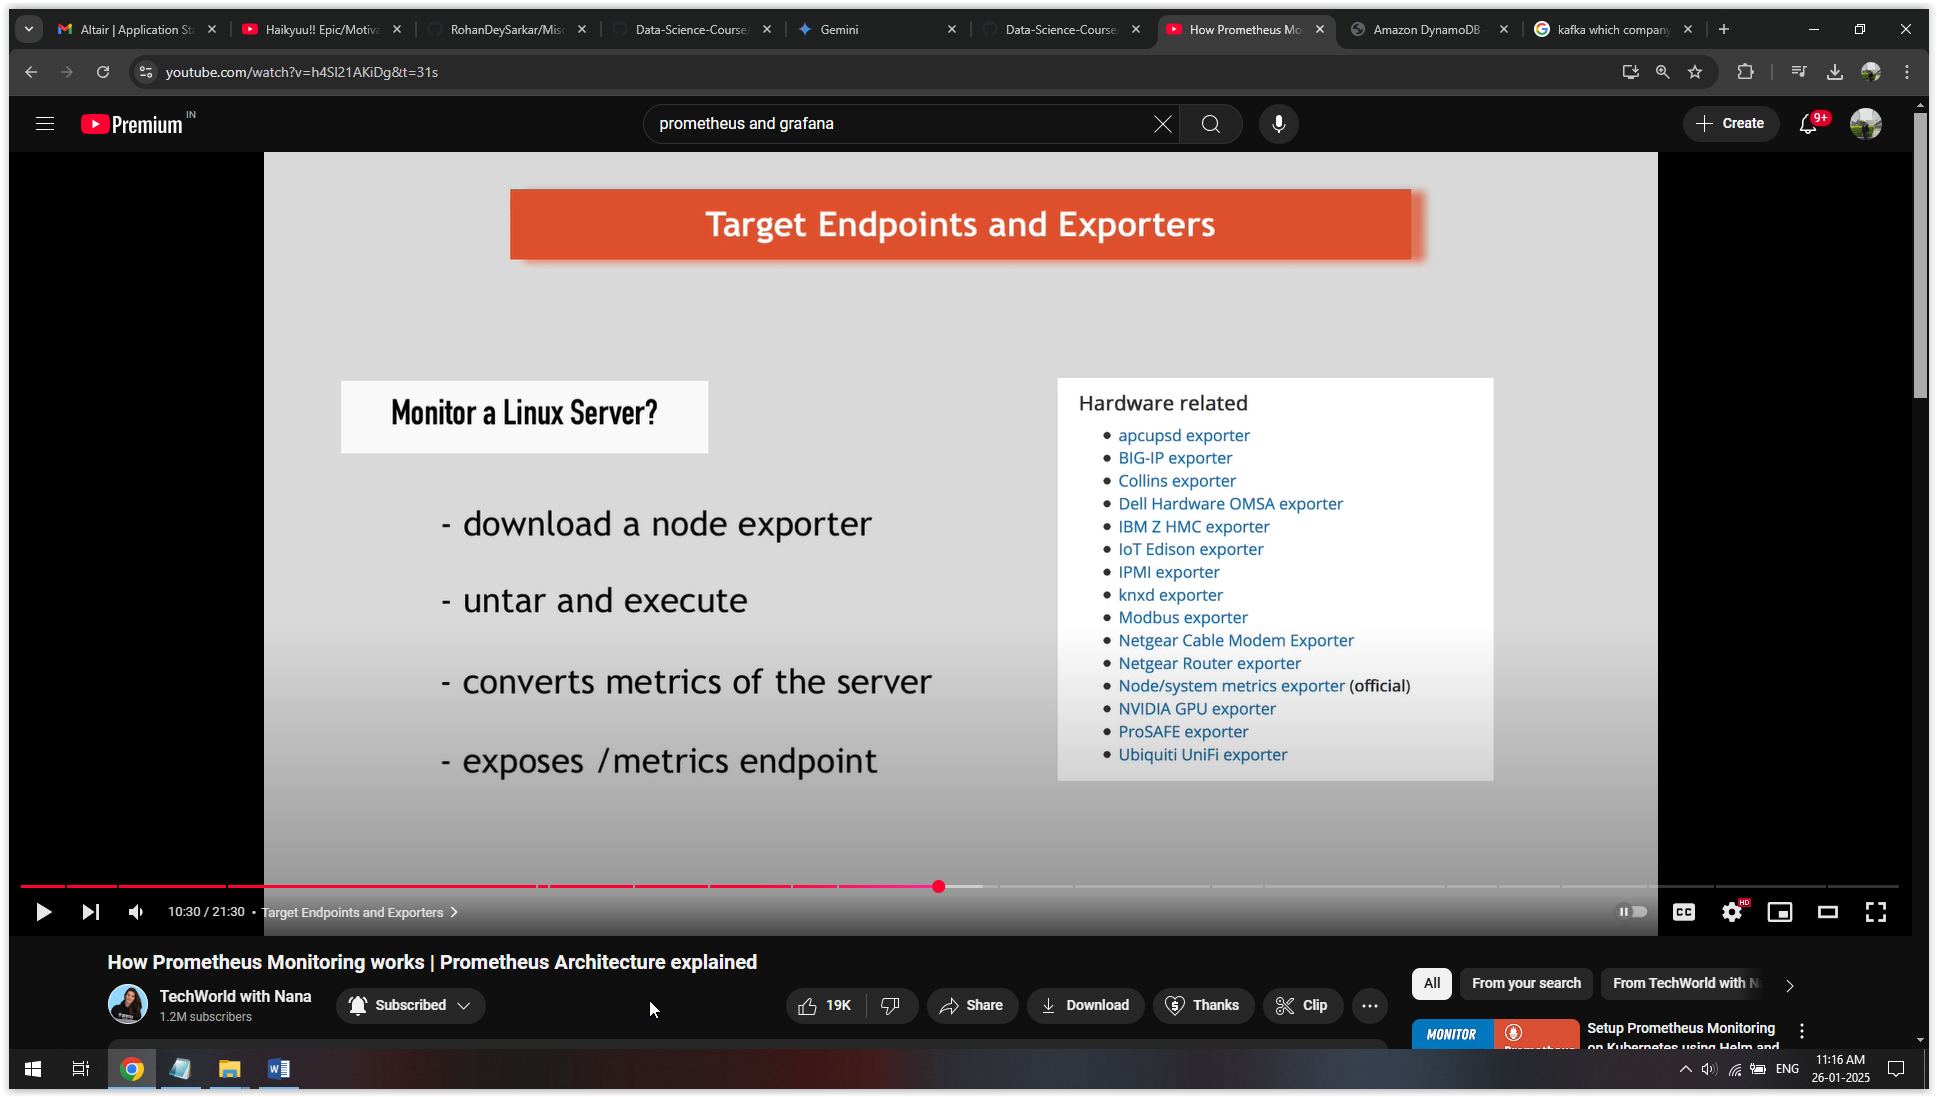 Altair | Application St
Haikyuu!! Epic/Motiva
RohanDeySarkar/Misc
Data-Science-Course/
Gemini
Data-Science-Course,
How Prometheus Mo
Amazon DynamoDB -
kafka which company
youtube.com/watch?v=h4Sl21AKiDg&t=31s
Premium IN
prometheus and grafana
Create
9+
Target Endpoints and Exporters
Monitor a Linux Server?
- download a node exporter
- untar and execute
- converts metrics of the server
- exposes /metrics endpoint
Hardware related
• apcupsd exporter
• BIG-IP exporter
• Collins exporter
• Dell Hardware OMSA exporter
• IBM Z HMC exporter
• IoT Edison exporter
• IPMI exporter
• knxd exporter
• Modbus exporter
• Netgear Cable Modem Exporter
• Netgear Router exporter
• Node/system metrics exporter (official)
• NVIDIA GPU exporter
• ProSAFE exporter
• Ubiquiti UniFi exporter
10:30 / 21:30 • Target Endpoints and Exporters
CC
HD
How Prometheus Monitoring works | Prometheus Architecture explained
TechWorld with Nana
1.2M subscribers
Subscribed
19K
Share
Download
Thanks
Clip
All
From your search
From TechWorld with N
MONITOR
Prometheus
Setup Prometheus Monitoring
on Kubernetes using Helm and
ENG
11:16 AM
26-01-2025